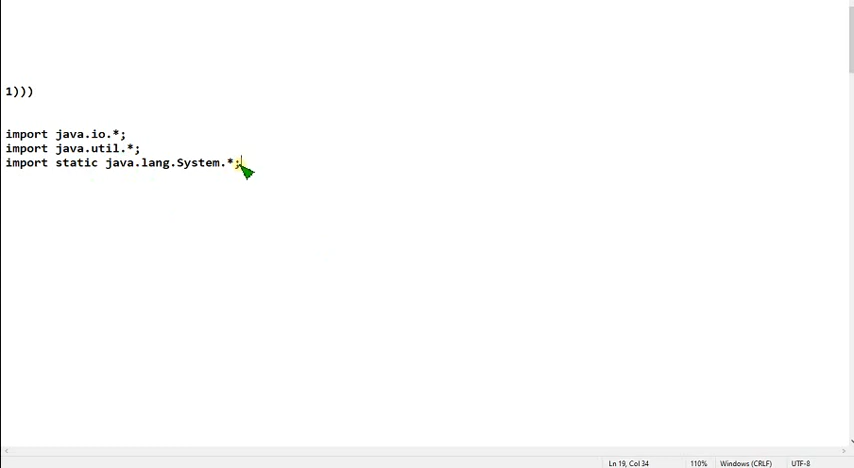 1)))
import java.io.*;
import java.util.*;
import static java.lang.System.*;
Ln 19, Col 34 110% Windows (CRLF) UTF-8